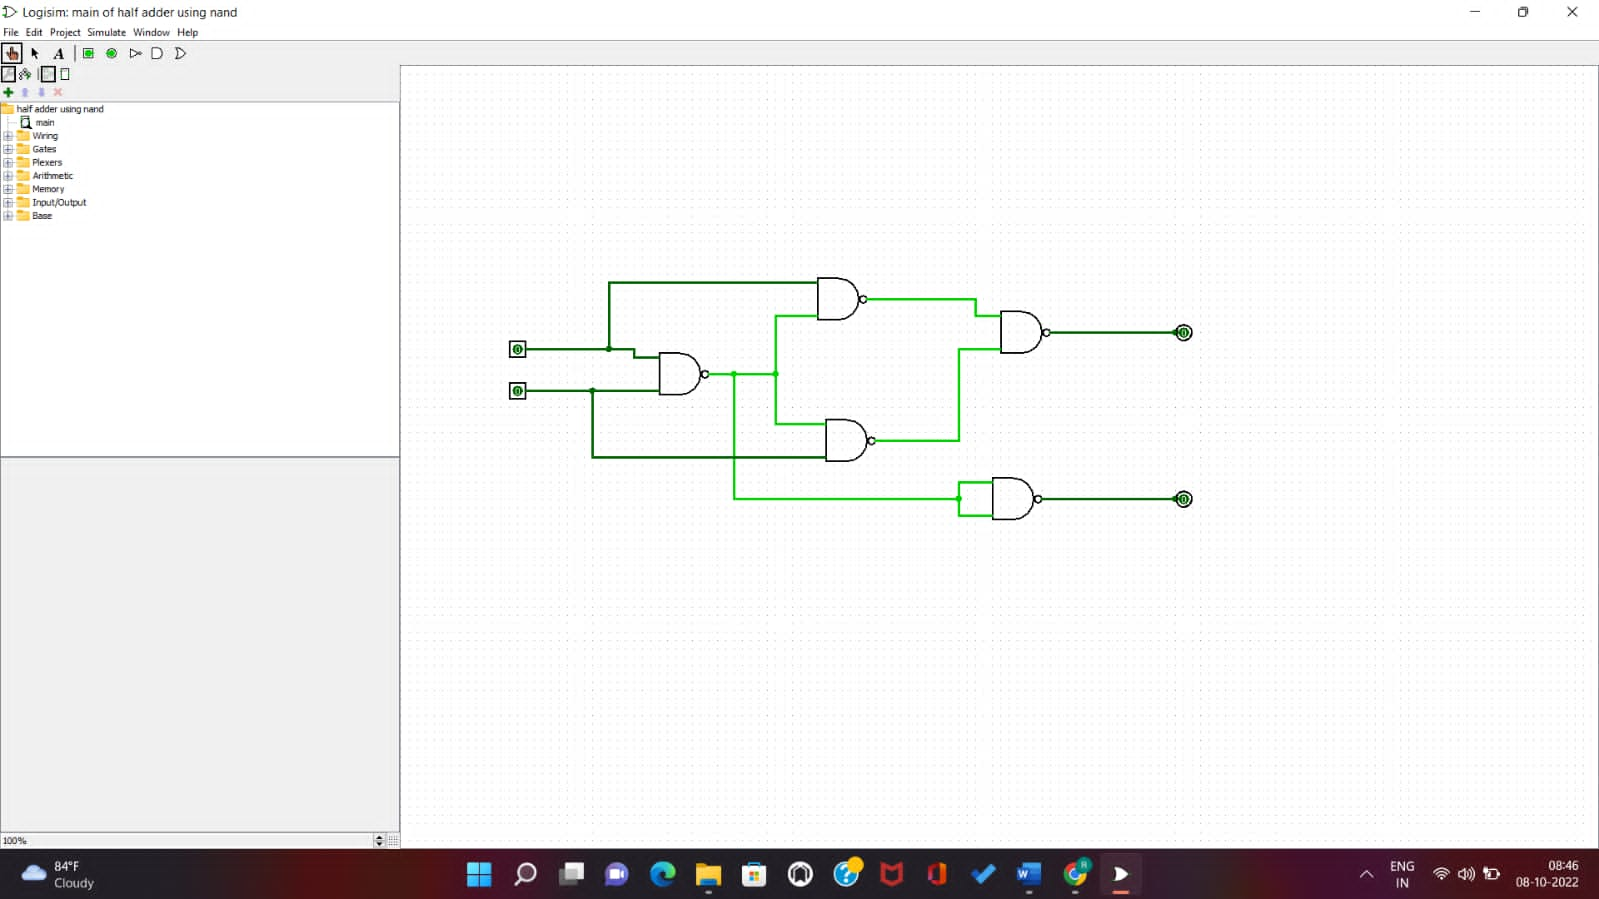 Logisim: main of half adder using nand
File Edit Project Simulate Window Help
A
half adder using nand
main
Wiring
Gates
Plexers
Arithmetic
Memory
Input/Output
Base
0
0
0
0
100%
84°F
Cloudy
ENG
IN
08:46
08-10-2022